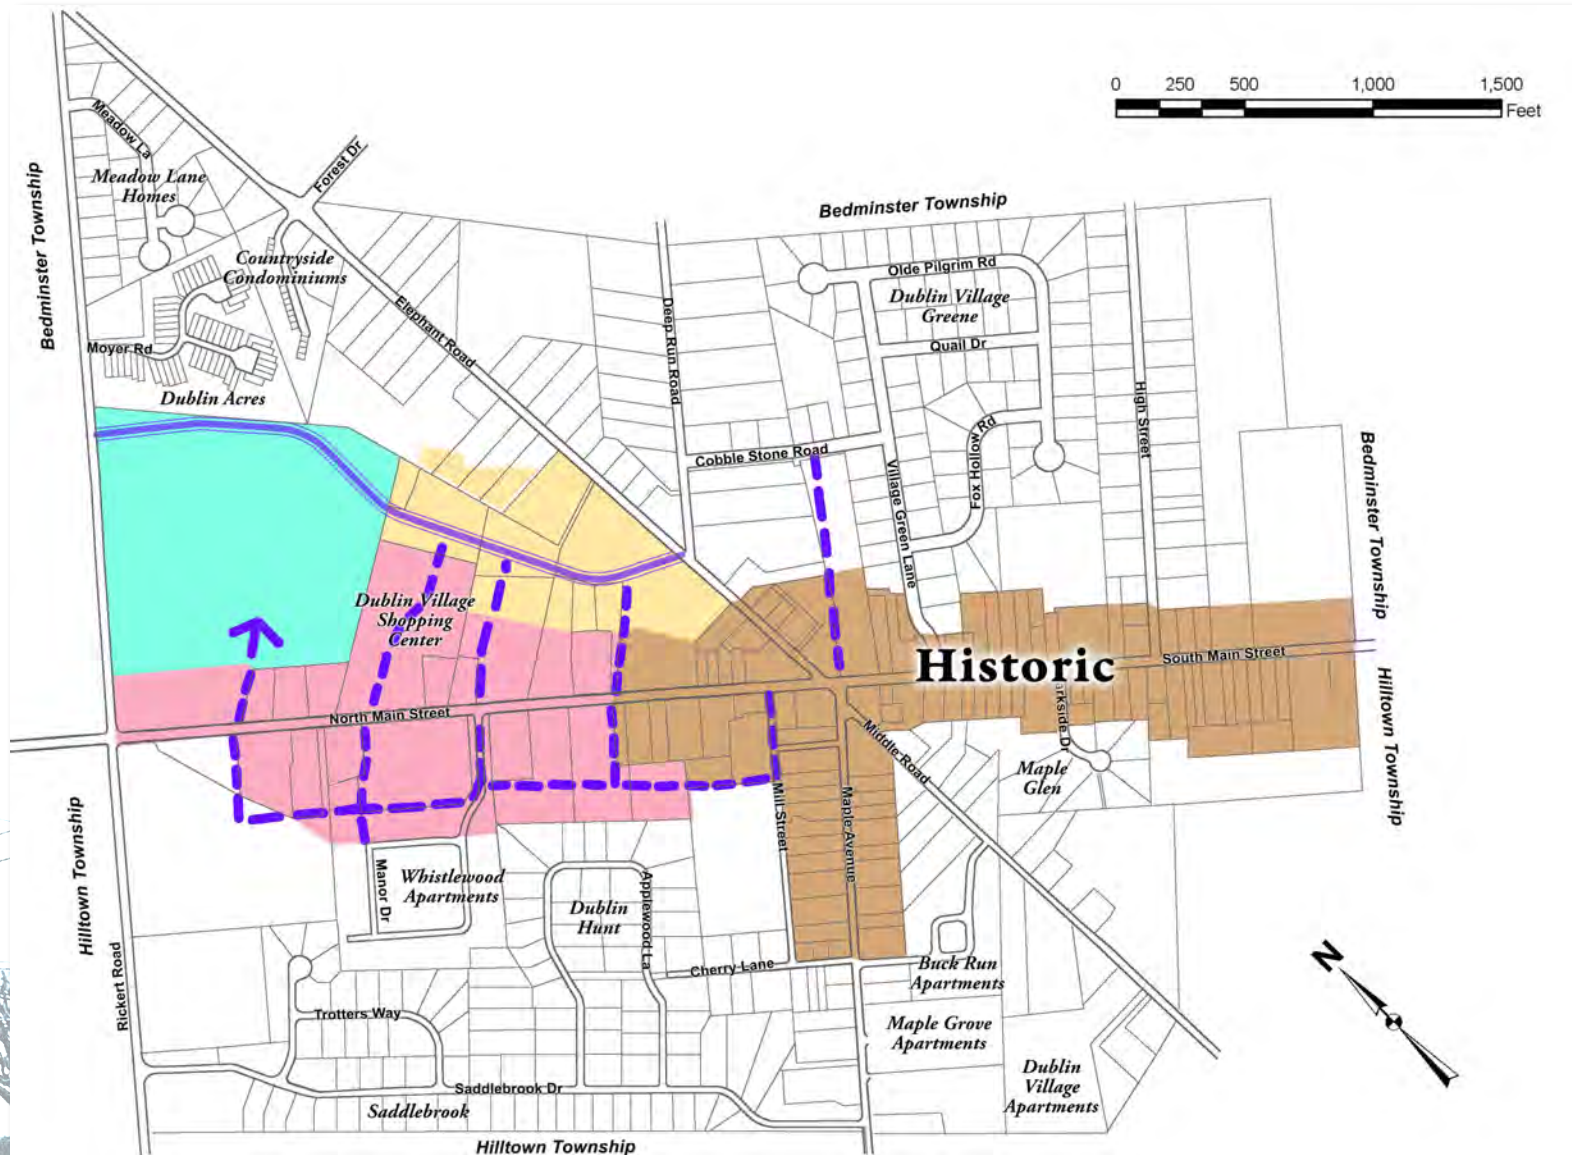 0 250 500 1,000 1,500
Feet
Meadow La
Meadow Lane
Homes
Forest Dr
Bedminster Township
Bedminster Township
Countryside
Condominiums
Olde Pilgrim Rd
Dublin Village
Greene
Elephant Road
Deep Run Road
Moyer Rd
Quail Dr
Dublin Acres
High Street
Cobble Stone Road
Fox Hollow Rd
Village Green Lane
Bedminster Township
Dublin Village
Shopping
Center
Historic
South Main Street
North Main Street
arkside Dr
Hilltown Township
Middle Road
Maple
Glen
Mill Street
Maple Avenue
Hilltown Township
Manor Dr
Whistlewood
Apartments
Applewood La
Dublin
Hunt
Rickert Road
Cherry Lane
Buck Run
Apartments
N
Trotters Way
Maple Grove
Apartments
Dublin
Village
Apartments
Saddlebrook Dr
Saddlebrook
Hilltown Township